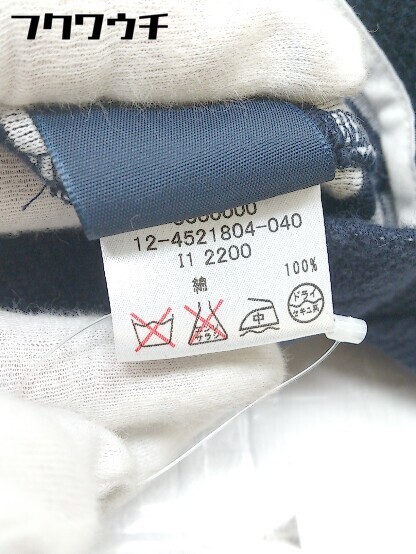 フクワウチ
12-4521804-040
I1 2200
綿 100%
エンソ サラシ
中
ドライ
セキユ系